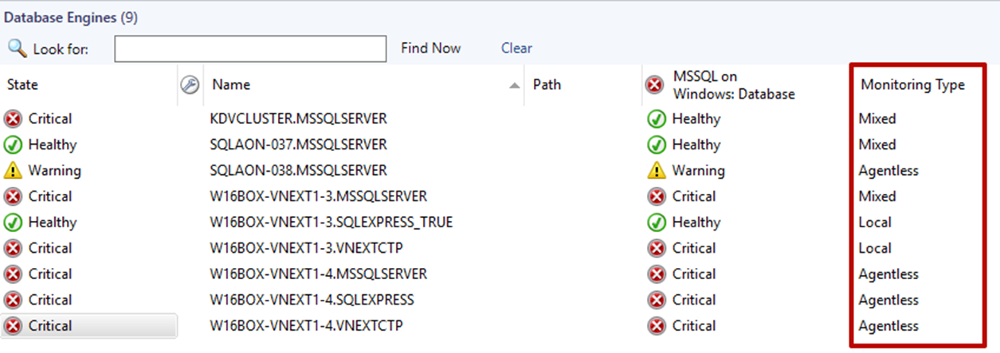 Database Engines (9)
Look for: Find Now Clear
State Name Path MSSQL on Windows: Database Monitoring Type
Critical KDVCLUSTER.MSSQLSERVER Healthy Mixed
Healthy SQLAON-037.MSSQLSERVER Healthy Mixed
Warning SQLAON-038.MSSQLSERVER Warning Agentless
Critical W16BOX-VNEXT1-3.MSSQLSERVER Critical Mixed
Healthy W16BOX-VNEXT1-3.SQLEXPRESS_TRUE Healthy Local
Critical W16BOX-VNEXT1-3.VNEXTCTP Critical Local
Critical W16BOX-VNEXT1-4.MSSQLSERVER Critical Agentless
Critical W16BOX-VNEXT1-4.SQLEXPRESS Critical Agentless
Critical W16BOX-VNEXT1-4.VNEXTCTP Critical Agentless